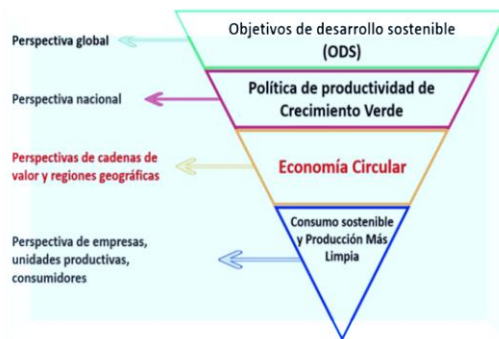 Objetivos de desarrollo sostenible
(ODS)
Perspectiva global
Política de productividad de
Crecimiento Verde
Perspectiva nacional
Economía Circular
Perspectivas de cadenas de
valor y regiones geográficas
Consumo sostenible
y Producción Más
Limpia
Perspectiva de empresas,
unidades productivas,
consumidores